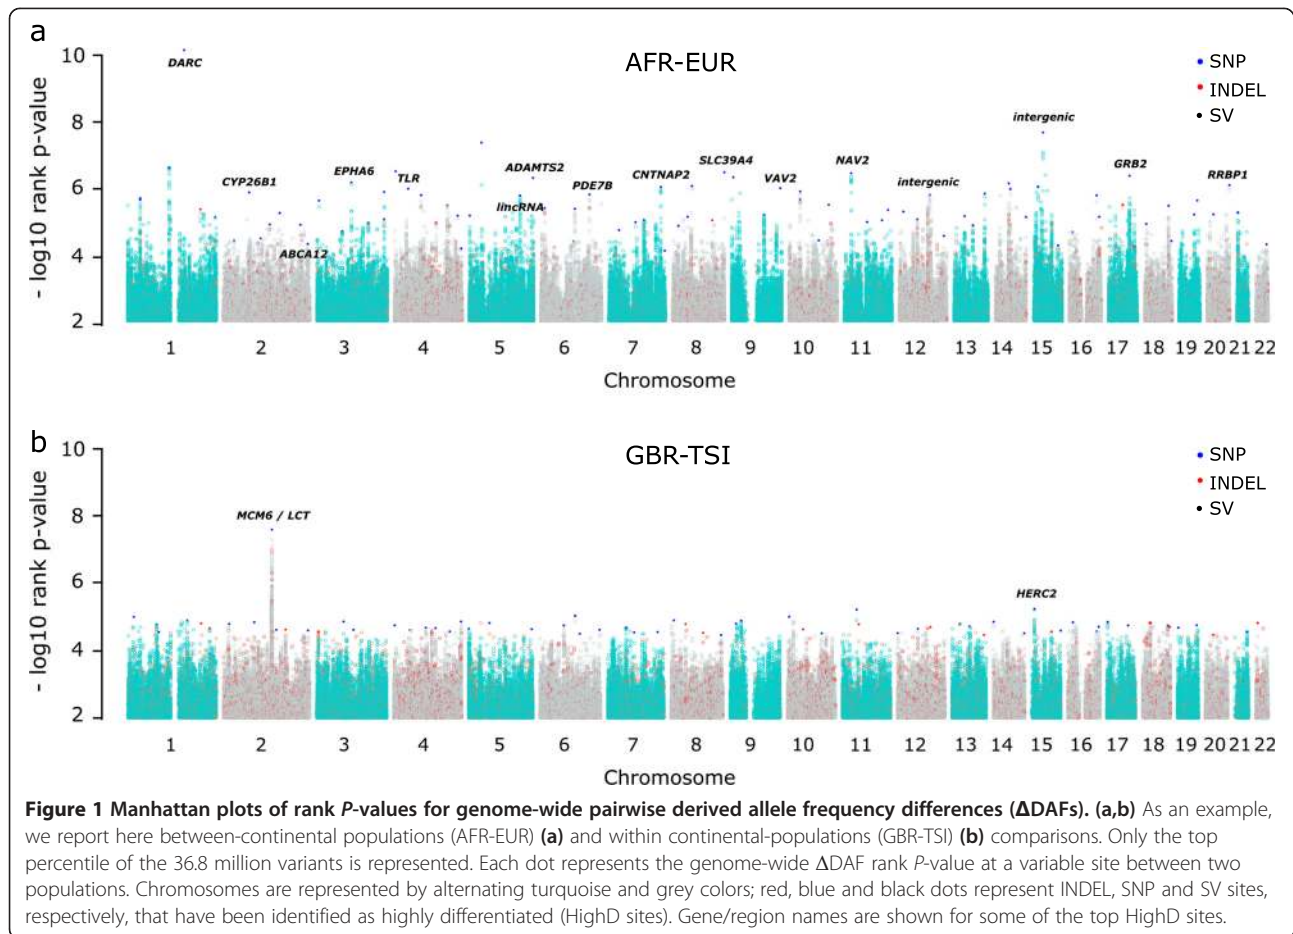 a
AFR-EUR
SNP
INDEL
SV
- log10 rank p-value
10
8
6
4
2
DARC
CYP26B1
ABCA12
EPHA6
TLR
ADAMTS2
lincRNA
PDE7B
CNTNAP2
SLC39A4
VAV2
NAV2
intergenic
intergenic
GRB2
RRBP1
1 2 3 4 5 6 7 8 9 10 11 12 13 14 15 16 17 18 19 20 21 22
Chromosome
b
GBR-TSI
SNP
INDEL
SV
- log10 rank p-value
10
8
6
4
2
MCM6 / LCT
HERC2
1 2 3 4 5 6 7 8 9 10 11 12 13 14 15 16 17 18 19 20 21 22
Chromosome
Figure 1 Manhattan plots of rank P-values for genome-wide pairwise derived allele frequency differences (ΔDAFs). (a,b) As an example,
we report here between-continental populations (AFR-EUR) (a) and within continental-populations (GBR-TSI) (b) comparisons. Only the top
percentile of the 36.8 million variants is represented. Each dot represents the genome-wide ΔDAF rank P-value at a variable site between two
populations. Chromosomes are represented by alternating turquoise and grey colors; red, blue and black dots represent INDEL, SNP and SV sites,
respectively, that have been identified as highly differentiated (HighD sites). Gene/region names are shown for some of the top HighD sites.